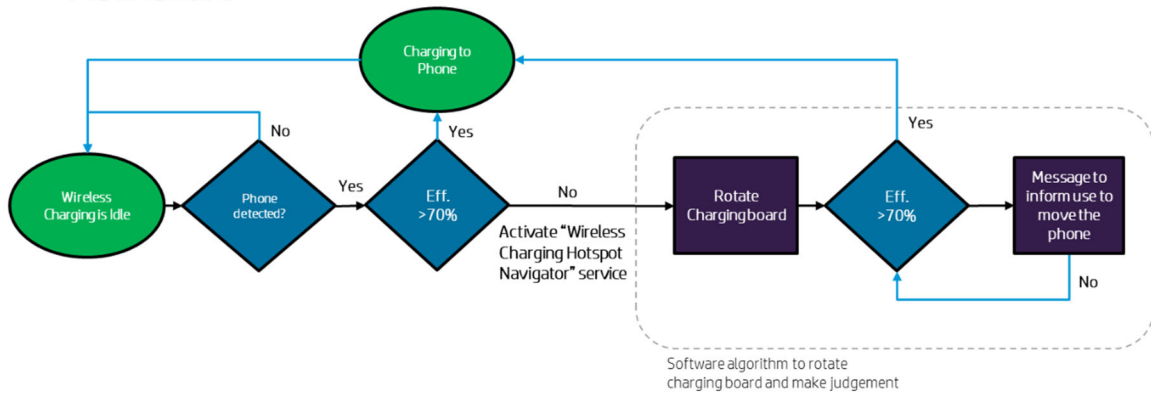 Charging to
Phone
No
Yes
Yes
Wireless
Charging is Idle
Phone
detected?
Yes
Eff.
>70%
No
Activate “Wireless
Charging Hotspot
Navigator” service
Rotate
Charging board
Eff.
>70%
Message to
inform use to
move the
phone
No
Software algorithm to rotate
charging board and make judgement